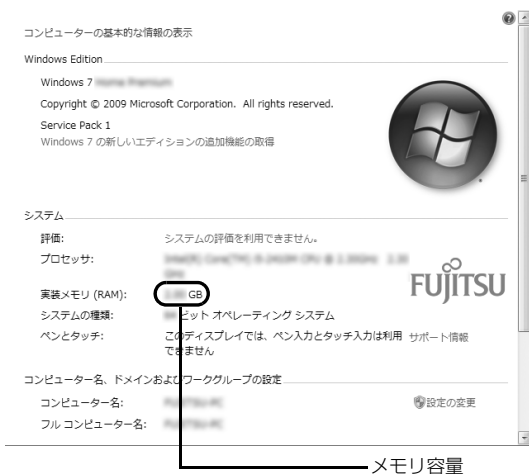 コンピューターの基本的な情報の表示
Windows Edition
Windows 7
Copyright © 2009 Microsoft Corporation. All rights reserved.
Service Pack 1
Windows 7 の新しいエディションの追加機能の取得
システム
評価: システムの評価を利用できません。
プロセッサ:
実装メモリ (RAM): GB
システムの種類: ビット オペレーティング システム
ペンとタッチ: このディスプレイでは、ペン入力とタッチ入力は利用できません
FUJITSU
サポート情報
コンピューター名、ドメインおよびワークグループの設定
コンピューター名: 設定の変更
フル コンピューター名:
メモリ容量